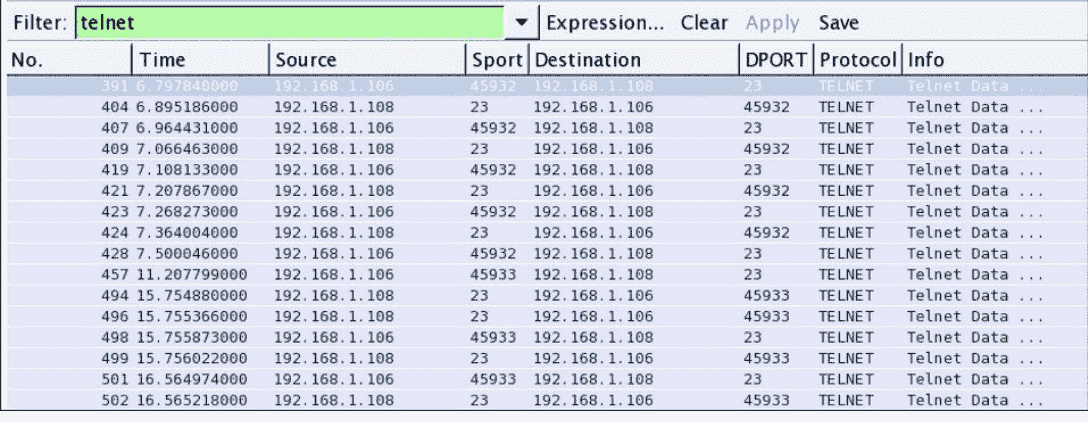 Filter: telnet Expression... Clear Apply Save
No. Time Source Sport Destination DPORT Protocol Info
391 6.797840000 192.168.1.106 45932 192.168.1.108 23 TELNET Telnet Data ...
404 6.895186000 192.168.1.108 23 192.168.1.106 45932 TELNET Telnet Data ...
407 6.964431000 192.168.1.106 45932 192.168.1.108 23 TELNET Telnet Data ...
409 7.066463000 192.168.1.108 23 192.168.1.106 45932 TELNET Telnet Data ...
419 7.108133000 192.168.1.106 45932 192.168.1.108 23 TELNET Telnet Data ...
421 7.207867000 192.168.1.108 23 192.168.1.106 45932 TELNET Telnet Data ...
423 7.268273000 192.168.1.106 45932 192.168.1.108 23 TELNET Telnet Data ...
424 7.364004000 192.168.1.108 23 192.168.1.106 45932 TELNET Telnet Data ...
428 7.500046000 192.168.1.106 45932 192.168.1.108 23 TELNET Telnet Data ...
457 11.207799000 192.168.1.106 45933 192.168.1.108 23 TELNET Telnet Data ...
494 15.754880000 192.168.1.108 23 192.168.1.106 45933 TELNET Telnet Data ...
496 15.755366000 192.168.1.108 23 192.168.1.106 45933 TELNET Telnet Data ...
498 15.755873000 192.168.1.106 45933 192.168.1.108 23 TELNET Telnet Data ...
499 15.756022000 192.168.1.108 23 192.168.1.106 45933 TELNET Telnet Data ...
501 16.564974000 192.168.1.106 45933 192.168.1.108 23 TELNET Telnet Data ...
502 16.565218000 192.168.1.108 23 192.168.1.106 45933 TELNET Telnet Data ...